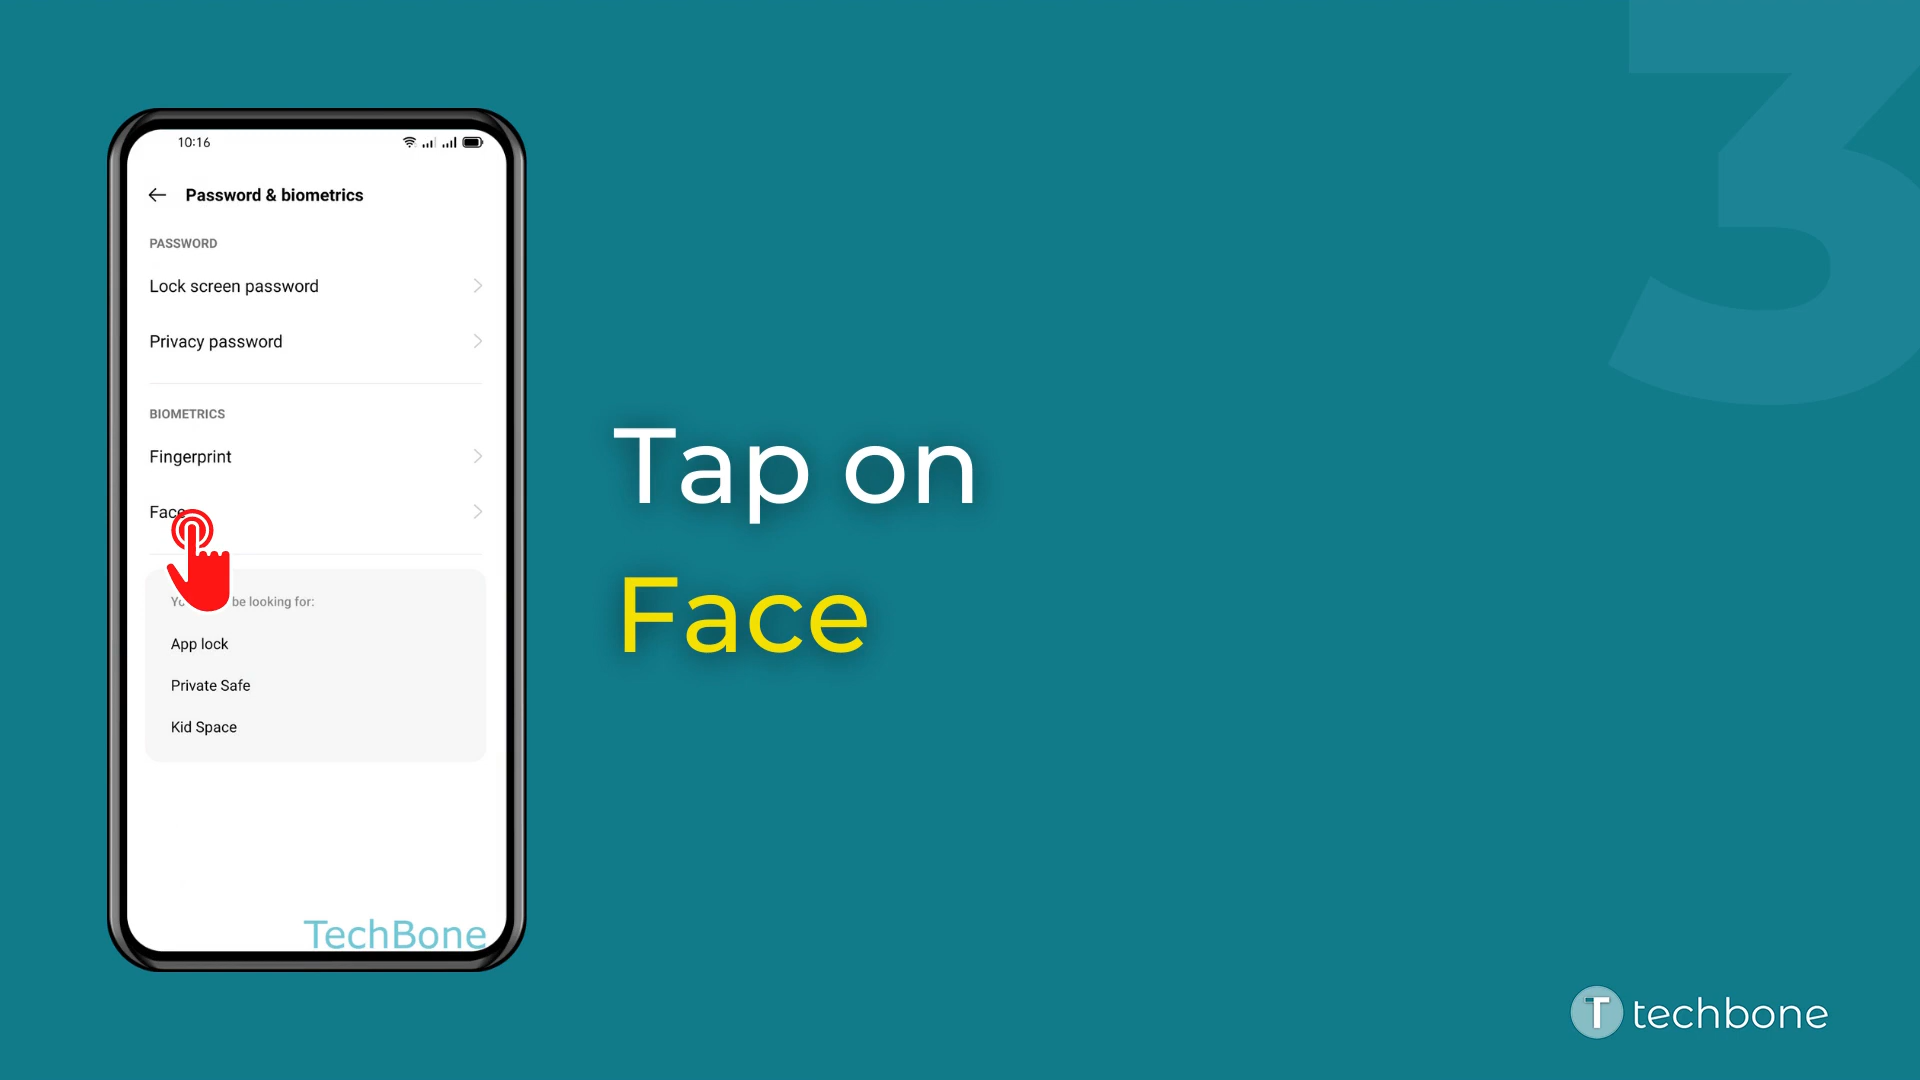 3
10:16
Password & biometrics
PASSWORD
Lock screen password
Privacy password
BIOMETRICS
Fingerprint
Face
be looking for:
App lock
Private Safe
Kid Space
TechBone
Tap on
Face
T techbone